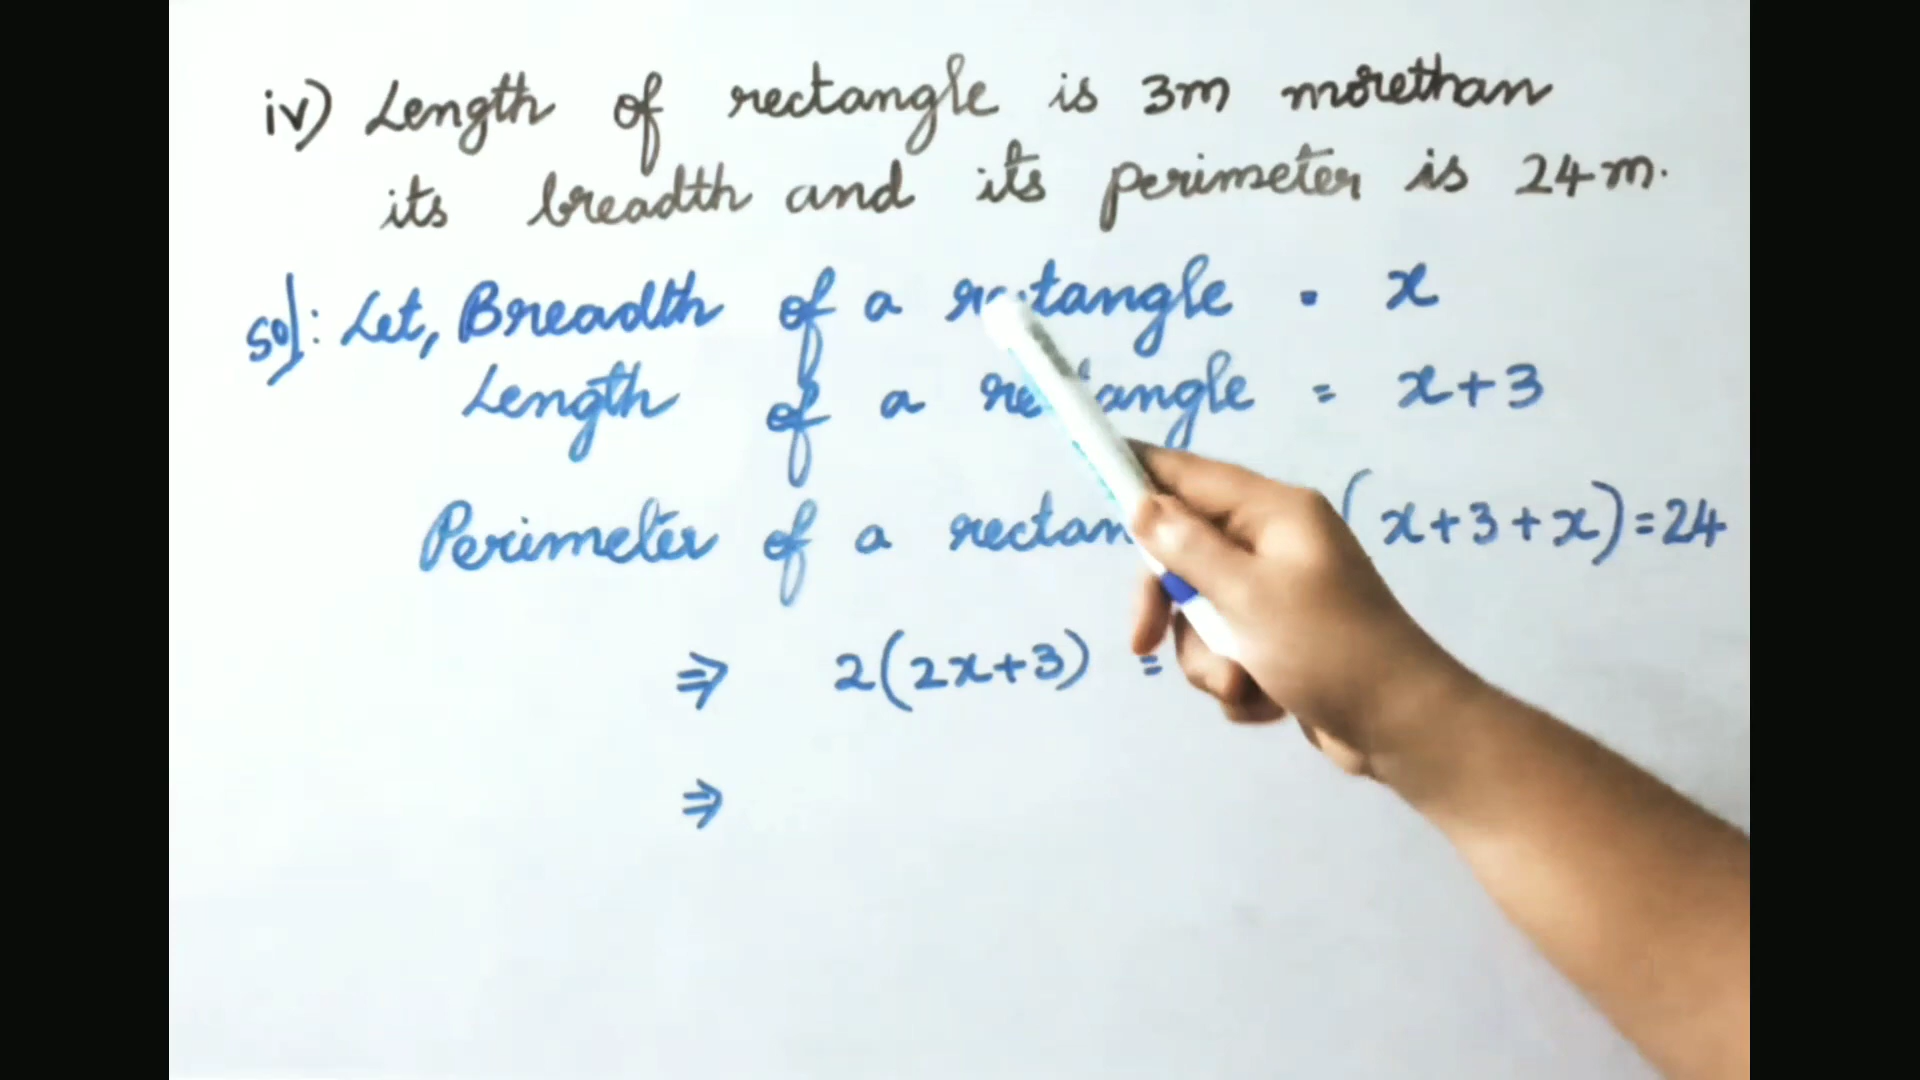 iv) Length of rectangle is 3m morethan
its breadth and its perimeter is 24m.
Sol: Let, Breadth of a rectangle = x
Length of a rectangle = x+3
Perimeter of a (x+3+x)=24
⇒ 2(2x+3) =
⇒